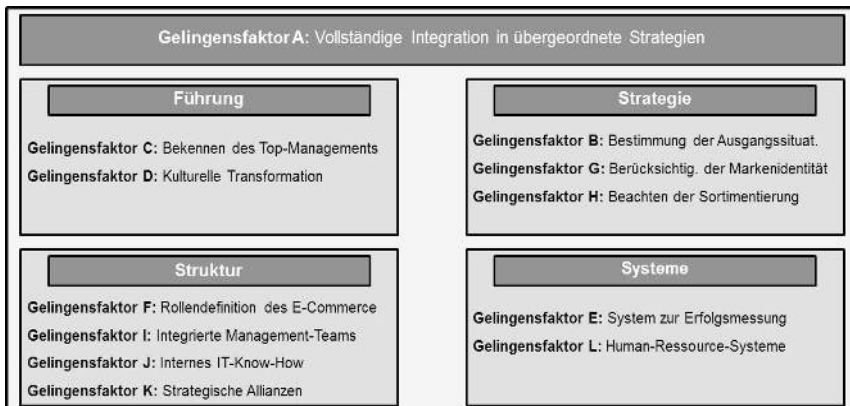 Gelingensfaktor A: Vollständige Integration in übergeordnete Strategien
Führung
Gelingensfaktor C: Bekennen des Top-Managements
Gelingensfaktor D: Kulturelle Transformation
Strategie
Gelingensfaktor B: Bestimmung der Ausgangssituat.
Gelingensfaktor G: Berücksichtig. der Markenidentität
Gelingensfaktor H: Beachten der Sortimentierung
Struktur
Gelingensfaktor F: Rollendefinition des E-Commerce
Gelingensfaktor I: Integrierte Management-Teams
Gelingensfaktor J: Internes IT-Know-How
Gelingensfaktor K: Strategische Allianzen
Systeme
Gelingensfaktor E: System zur Erfolgsmessung
Gelingensfaktor L: Human-Ressource-Systeme